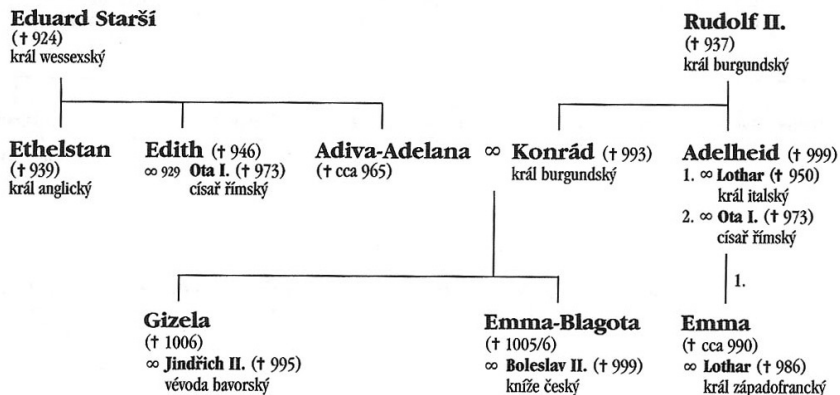 Eduard Starší
(† 924)
král wessexský
Rudolf II.
(† 937)
král burgundský
Ethelstan
(† 939)
král anglický
Edith († 946)
∞ 929 Ota I. († 973)
císař římský
Adiva-Adelana ∞ Konrád († 993)
(† cca 965)
král burgundský
Adelheid († 999)
1. ∞ Lothar († 950)
král italský
2. ∞ Ota I. († 973)
císař římský
1.
Gizela
(† 1006)
∞ Jindřich II. († 995)
vévoda bavorský
Emma-Blagota
(† 1005/6)
∞ Boleslav II. († 999)
kníže český
Emma
(† cca 990)
∞ Lothar († 986)
král západofrancký